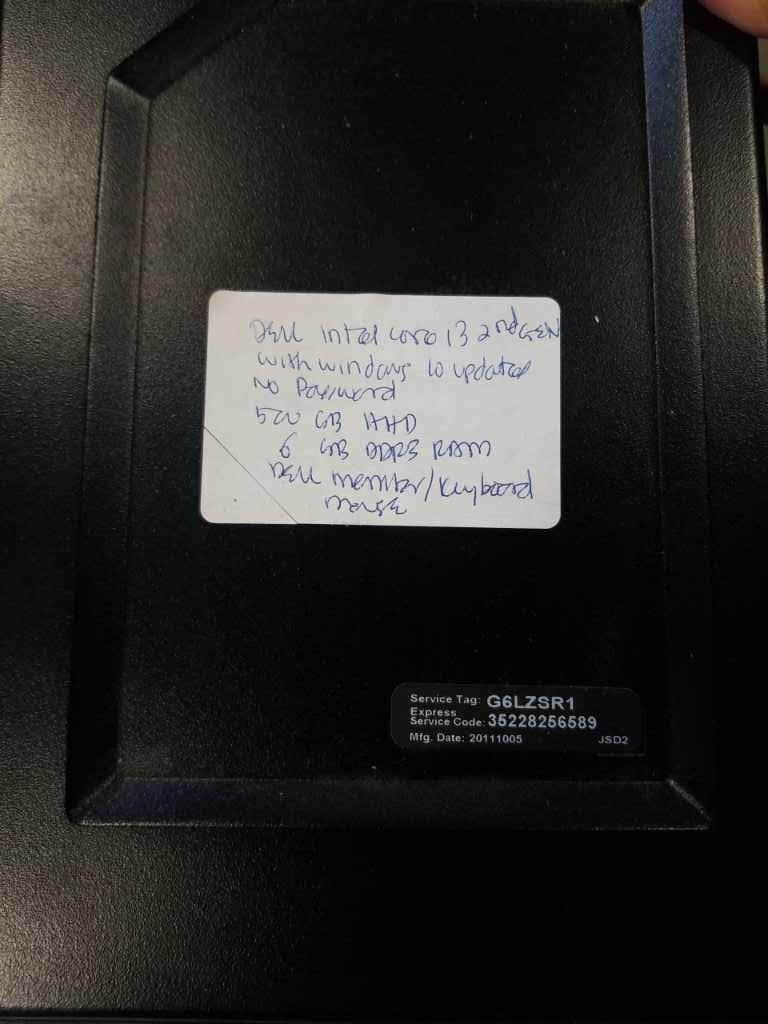 DELL intel core i3 2nd GEN
with windows 10 updated
No Password
500 GB HHD
6 GB DDR3 RAM
DELL moniter/keyboard
mouse
Service Tag: G6LZSR1
Express
Service Code: 35228256589
Mfg. Date: 20111005 JSD2